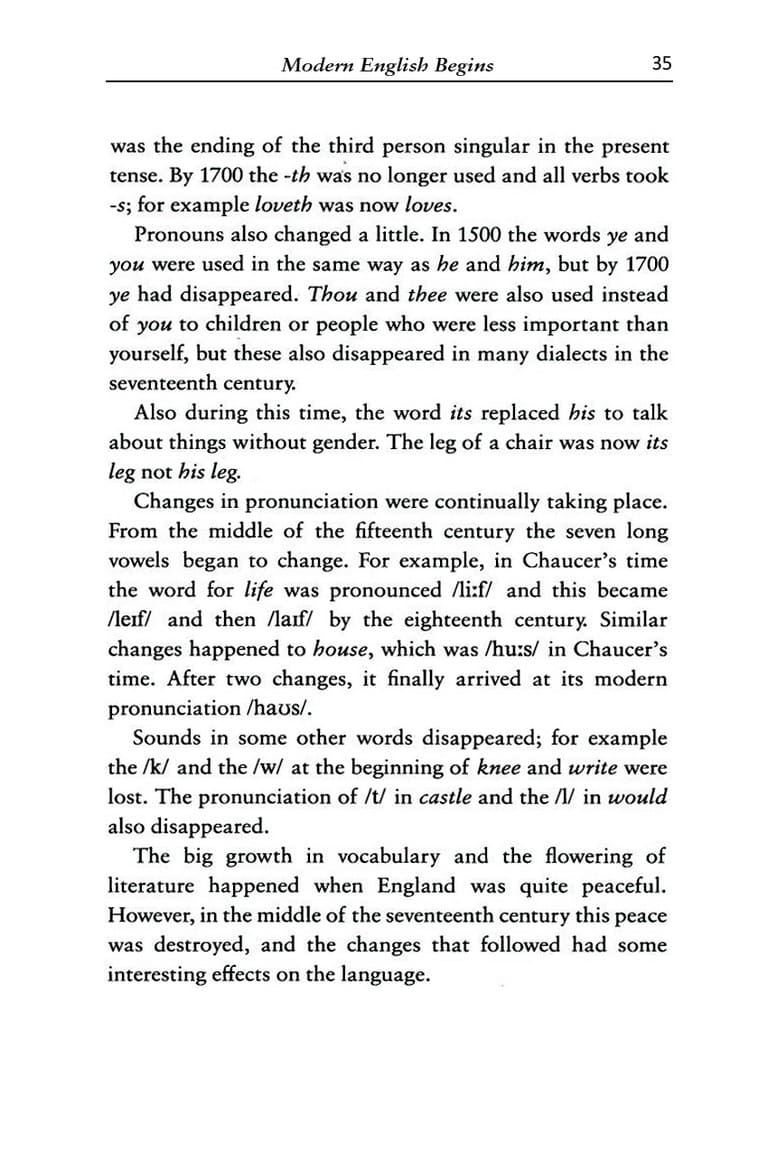 Modern English Begins 35
was the ending of the third person singular in the present
tense. By 1700 the -th was no longer used and all verbs took
-s; for example loveth was now loves.
Pronouns also changed a little. In 1500 the words ye and
you were used in the same way as he and him, but by 1700
ye had disappeared. Thou and thee were also used instead
of you to children or people who were less important than
yourself, but these also disappeared in many dialects in the
seventeenth century.
Also during this time, the word its replaced his to talk
about things without gender. The leg of a chair was now its
leg not his leg.
Changes in pronunciation were continually taking place.
From the middle of the fifteenth century the seven long
vowels began to change. For example, in Chaucer's time
the word for life was pronounced /li:f/ and this became
/leɪf/ and then /laɪf/ by the eighteenth century. Similar
changes happened to house, which was /hu:s/ in Chaucer's
time. After two changes, it finally arrived at its modern
pronunciation /haʊs/.
Sounds in some other words disappeared; for example
the /k/ and the /w/ at the beginning of knee and write were
lost. The pronunciation of /t/ in castle and the /l/ in would
also disappeared.
The big growth in vocabulary and the flowering of
literature happened when England was quite peaceful.
However, in the middle of the seventeenth century this peace
was destroyed, and the changes that followed had some
interesting effects on the language.